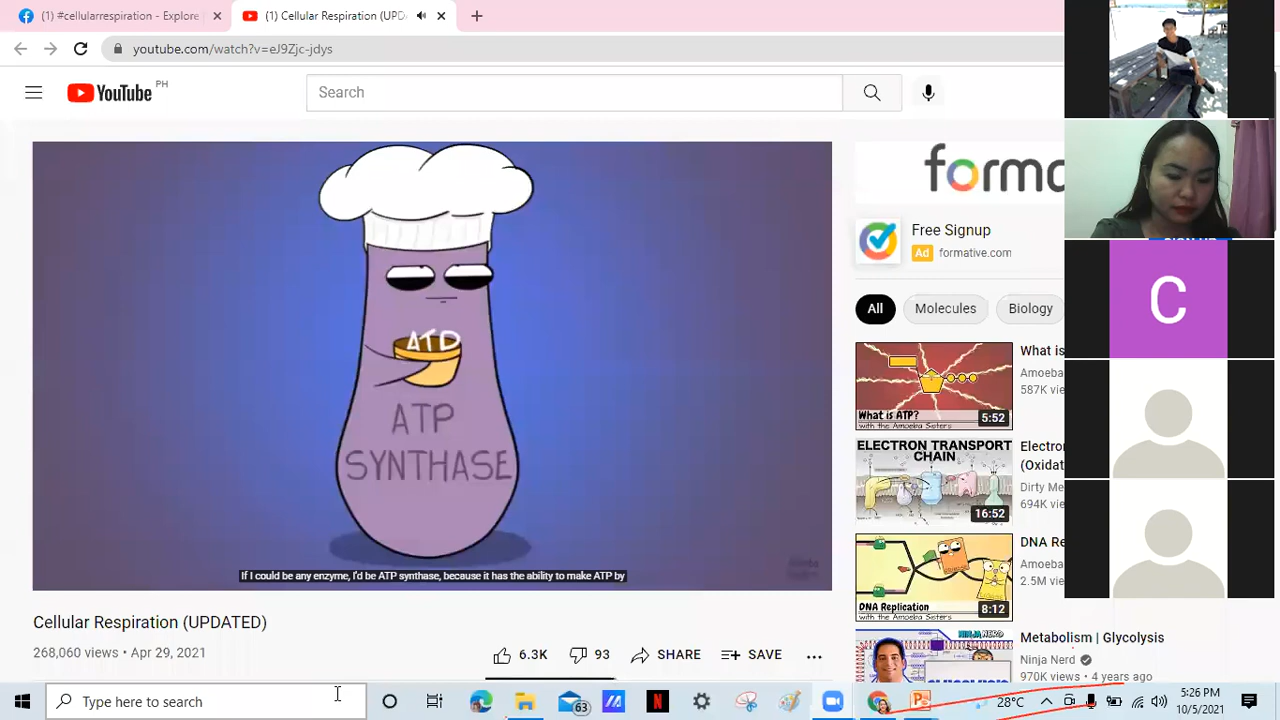 (1) #cellularrespiration - Explore
(1) Cellular Respiration (UPD
youtube.com/watch?v=eJ9Zjc-jdys
YouTube PH
Search
ATP
ATP
SYNTHASE
If I could be any enzyme, I'd be ATP synthase, because it has the ability to make ATP by
Cellular Respiration (UPDATED)
268,060 views • Apr 29, 202
6.3K
93
SHARE
SAVE
Free Signup
Ad formative.com
All
Molecules
Biology
What is ATP?
with the Amoeba Sisters
5:52
What is
Amoeba
587K vie
ELECTRON TRANSPORT
CHAIN
16:52
Electron
(Oxidat
Dirty Me
694K vie
DNA Replication
with the Amoeba Sisters
8:12
DNA Re
Amoeba
2.5M vie
NINJA NERD
Metabolism | Glycolysis
Ninja Nerd
970K views • 4 years ago
C
Type here to search
63
N
28°C
5:26 PM
10/5/2021